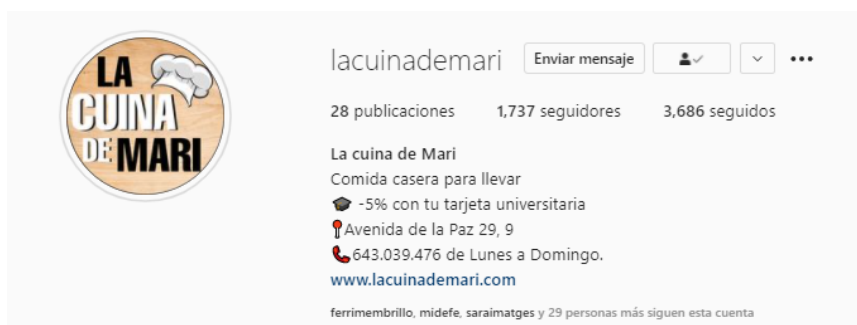 LA
CUINA
DE MARI
lacuinademari Enviar mensaje
28 publicaciones 1,737 seguidores 3,686 seguidos
La cuina de Mari
Comida casera para llevar
🎓 -5% con tu tarjeta universitaria
📍Avenida de la Paz 29, 9
📞643.039.476 de Lunes a Domingo.
www.lacuinademari.com
ferrimembrillo, midefe, saraimatges y 29 personas más siguen esta cuenta